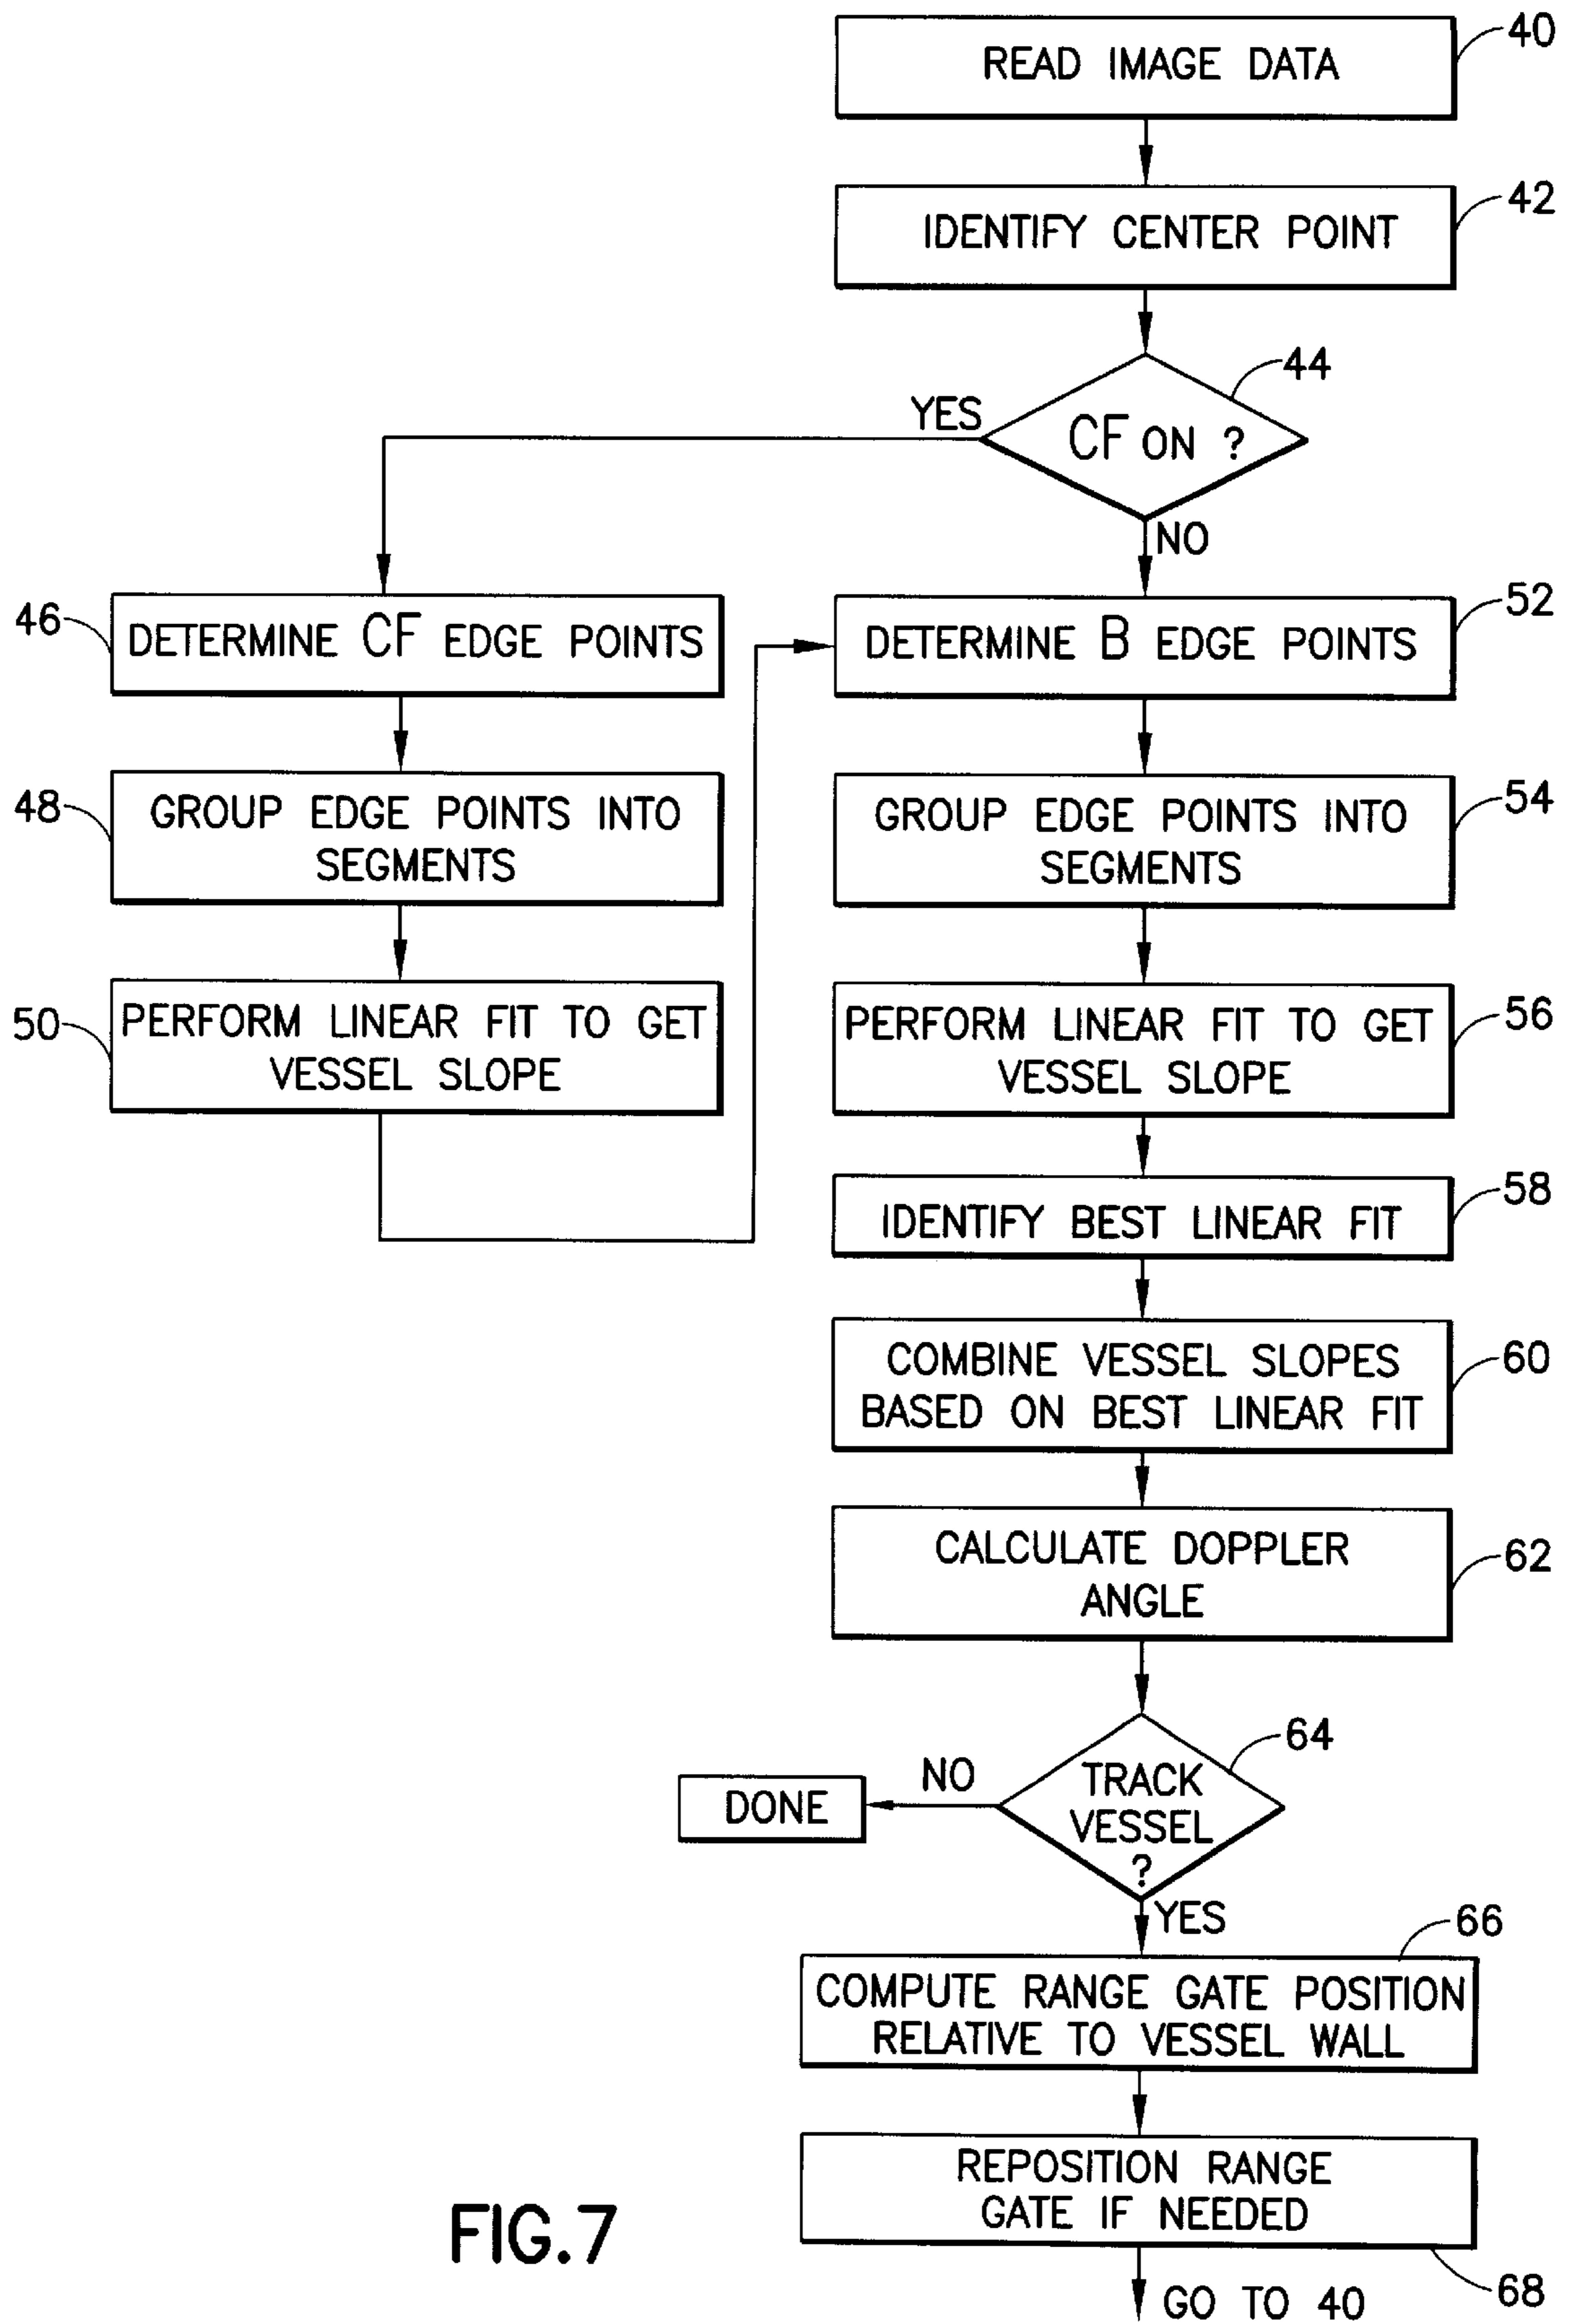 40
READ IMAGE DATA
42
IDENTIFY CENTER POINT
44
CF ON ?
YES
NO
46
DETERMINE CF EDGE POINTS
48
GROUP EDGE POINTS INTO
SEGMENTS
50
PERFORM LINEAR FIT TO GET
VESSEL SLOPE
52
DETERMINE B EDGE POINTS
54
GROUP EDGE POINTS INTO
SEGMENTS
56
PERFORM LINEAR FIT TO GET
VESSEL SLOPE
58
IDENTIFY BEST LINEAR FIT
60
COMBINE VESSEL SLOPES
BASED ON BEST LINEAR FIT
62
CALCULATE DOPPLER
ANGLE
64
TRACK
VESSEL
?
NO
DONE
YES
66
COMPUTE RANGE GATE POSITION
RELATIVE TO VESSEL WALL
REPOSITION RANGE
GATE IF NEEDED
68
GO TO 40
FIG.7